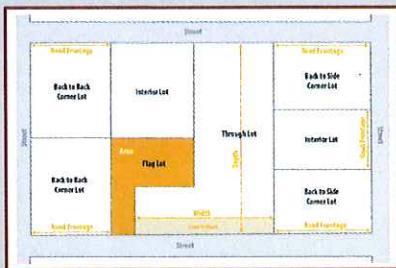 Street
Road Frontage
Road Frontage
Back to Back
Corner Lot
Interior Lot
Back to Side
Corner Lot
Street
Through Lot
Depth
Interior Lot
Road Frontage
Street
Area
Flag Lot
Back to Back
Corner Lot
Back to Side
Corner Lot
Width
Road Frontage
Road Frontage
Street